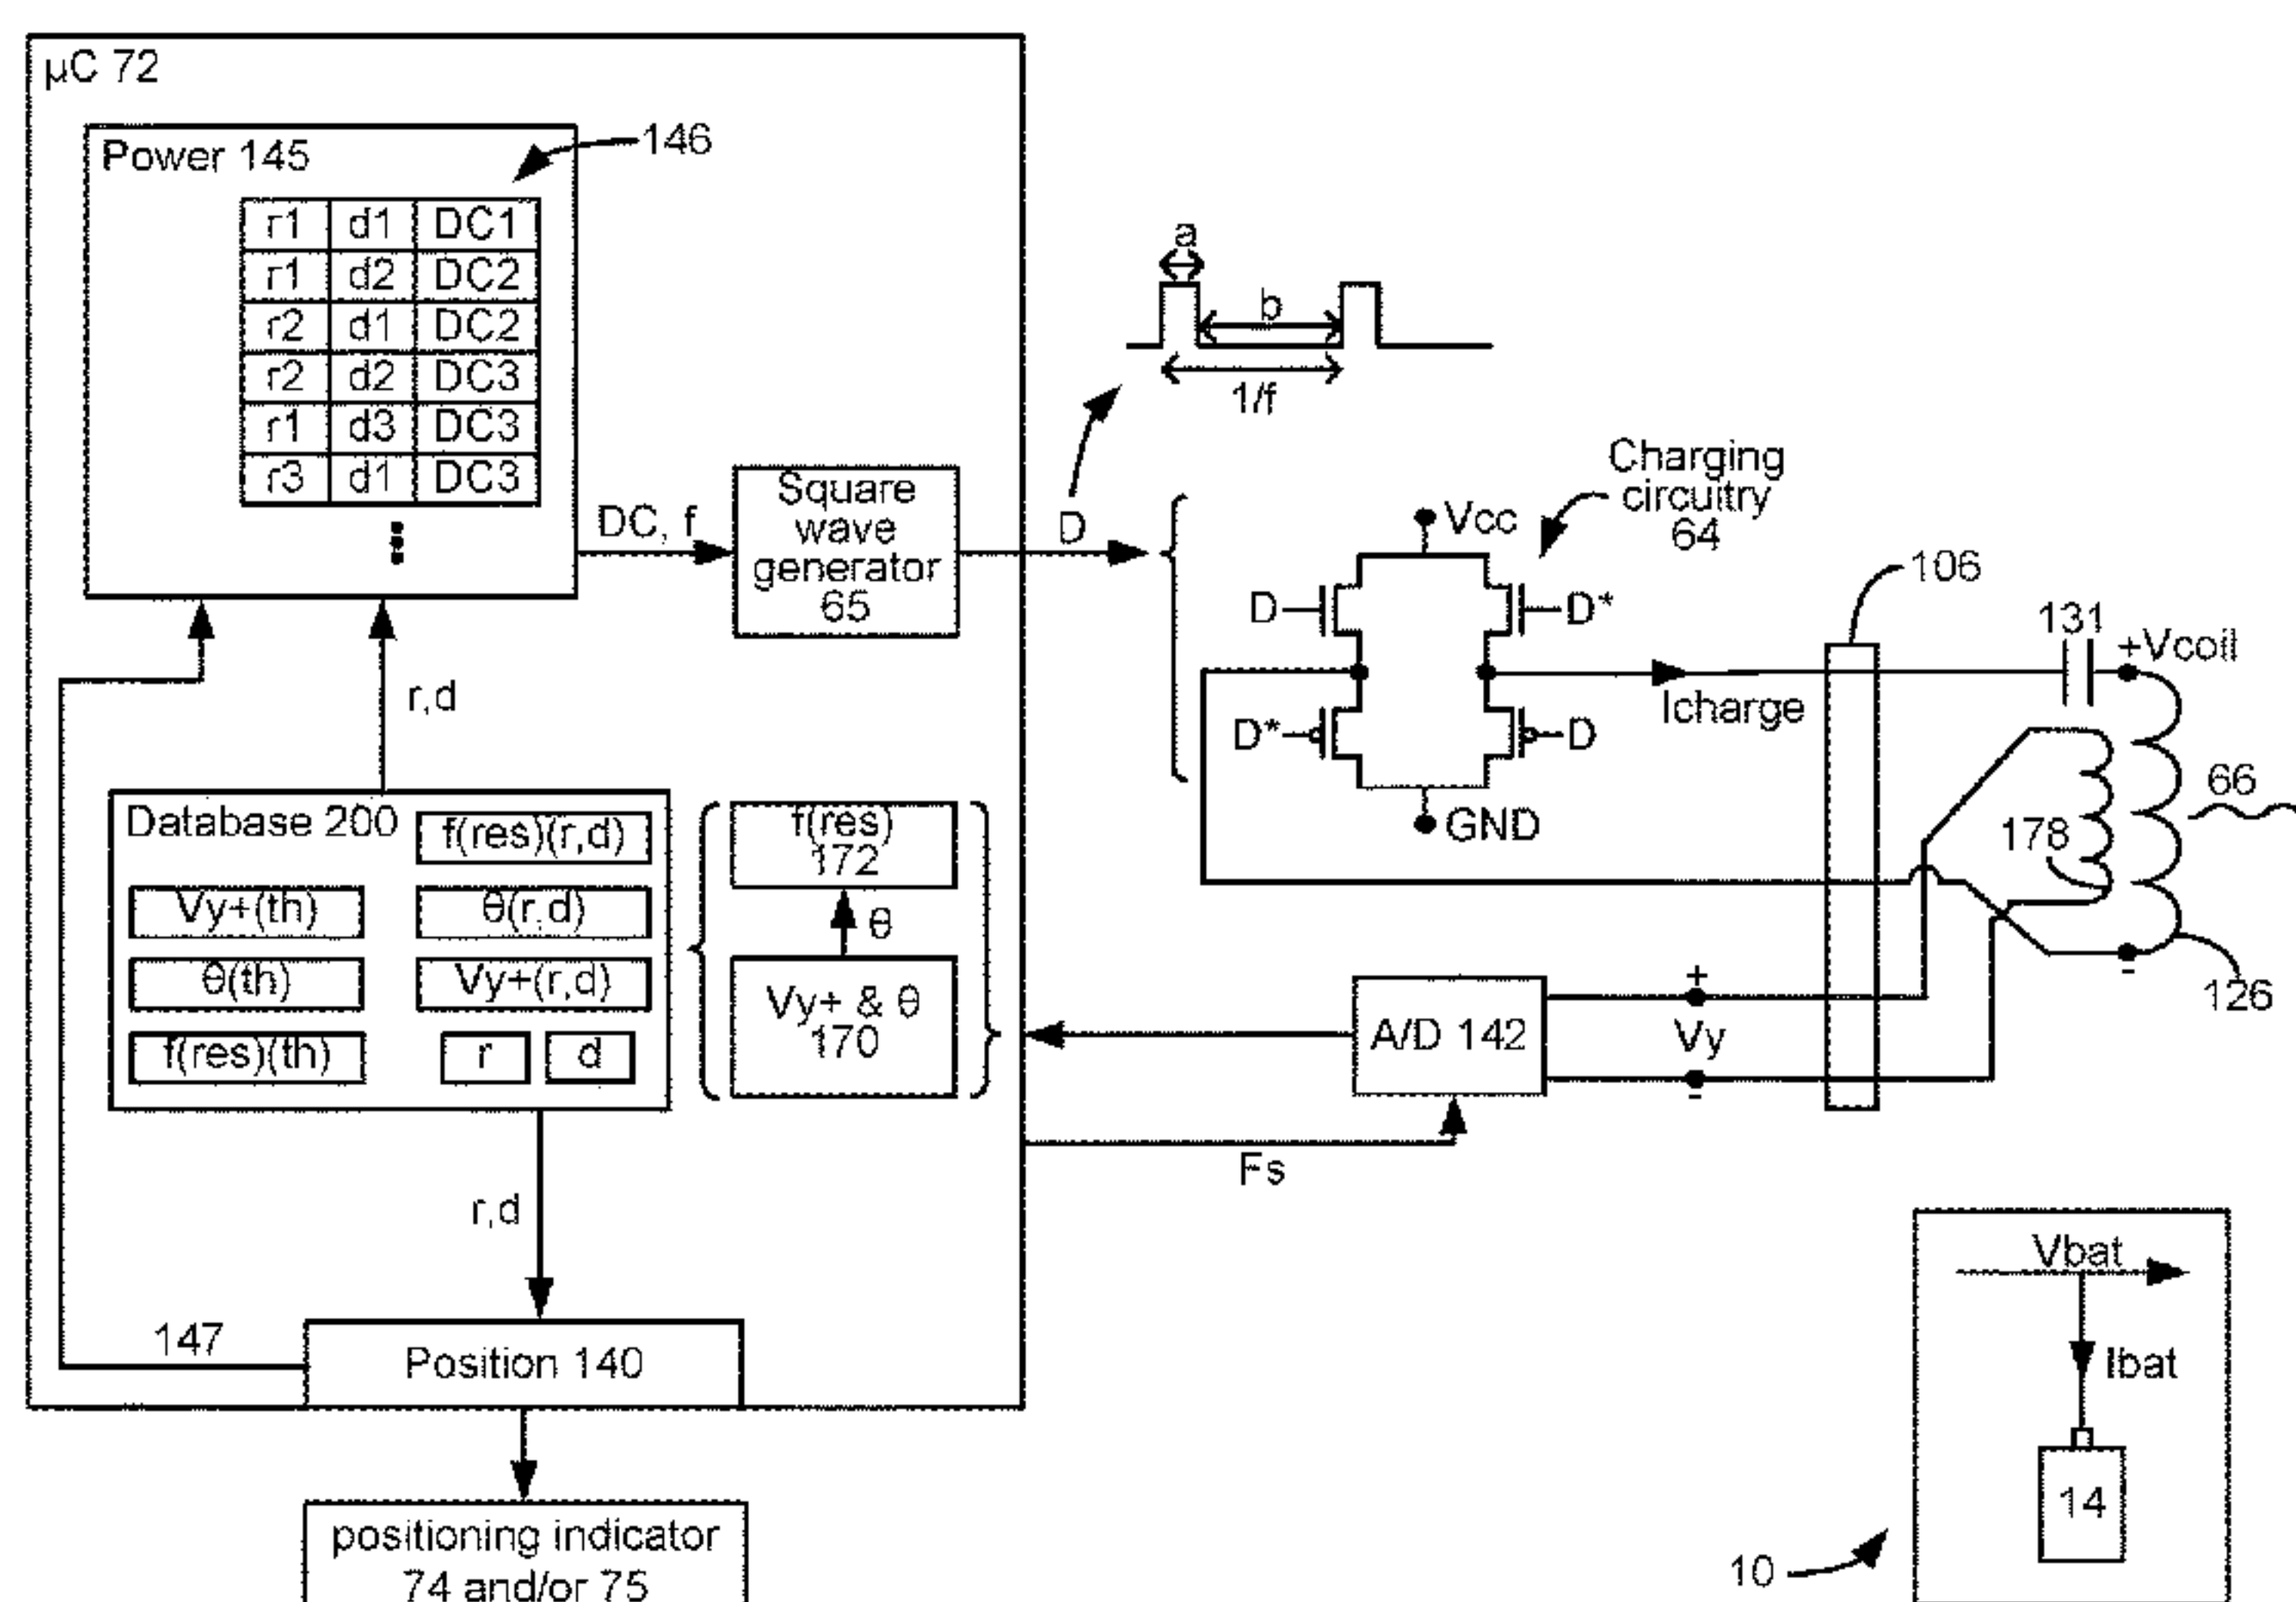 µC 72
Power 145
146
r1 d1 DC1
r1 d2 DC2
r2 d1 DC2
r2 d2 DC3
r1 d3 DC3
r3 d1 DC3
DC, f
Square
wave
generator
65
D
a
b
1/f
Charging
circuitry
64
Vcc
D
D*
D*
D
GND
Icharge
106
131
+Vcoil
66
178
126
-
r,d
Database 200
f(res)(r,d)
Vy+(th)
θ(r,d)
θ(th)
Vy+(r,d)
f(res)(th)
r
d
f(res)
172
θ
Vy+ & θ
170
A/D 142
+
Vy
-
Fs
r,d
147
Position 140
positioning indicator
74 and/or 75
Vbat
Ibat
14
10